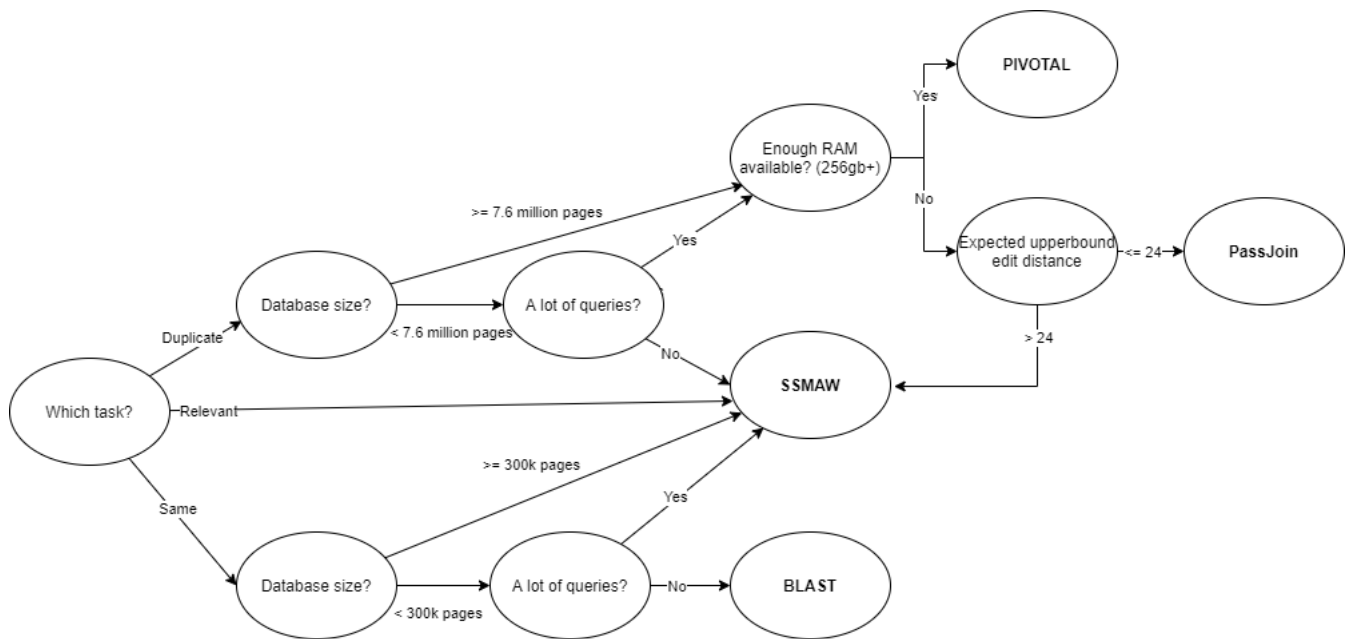 PIVOTAL
Yes
Enough RAM
available? (256gb+)
No
>= 7.6 million pages
Yes
Expected upperbound
edit distance
<= 24
PassJoin
Database size?
A lot of queries?
< 7.6 million pages
Duplicate
> 24
No
SSMAW
Which task?
Relevant
>= 300k pages
Yes
Same
Database size?
A lot of queries?
No
BLAST
< 300k pages